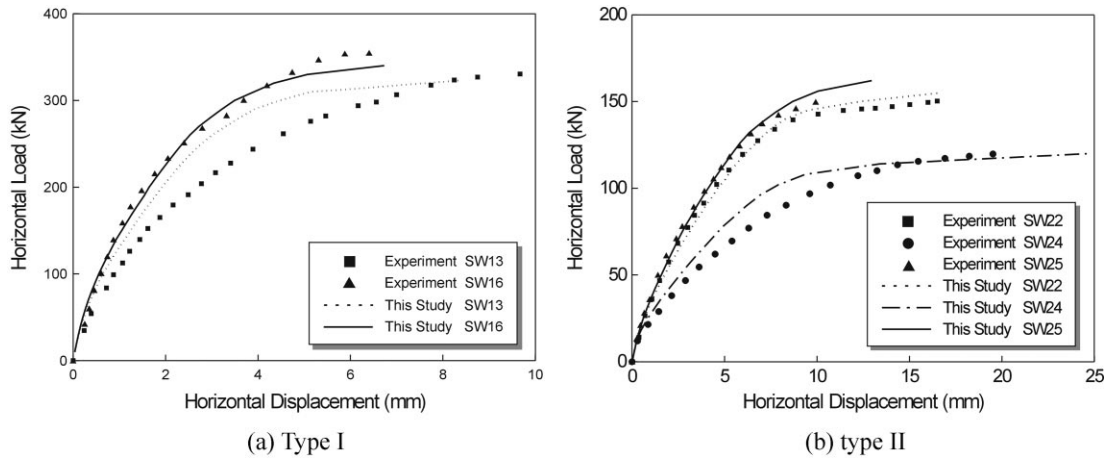 400
300
200
100
0
Horizontal Load (kN)
Experiment SW13
Experiment SW16
This Study SW13
This Study SW16
0 2 4 6 8 10
Horizontal Displacement (mm)
(a) Type I
200
150
100
50
0
Horizontal Load (kN)
Experiment SW22
Experiment SW24
Experiment SW25
This Study SW22
This Study SW24
This Study SW25
0 5 10 15 20 25
Horizontal Displacement (mm)
(b) type II